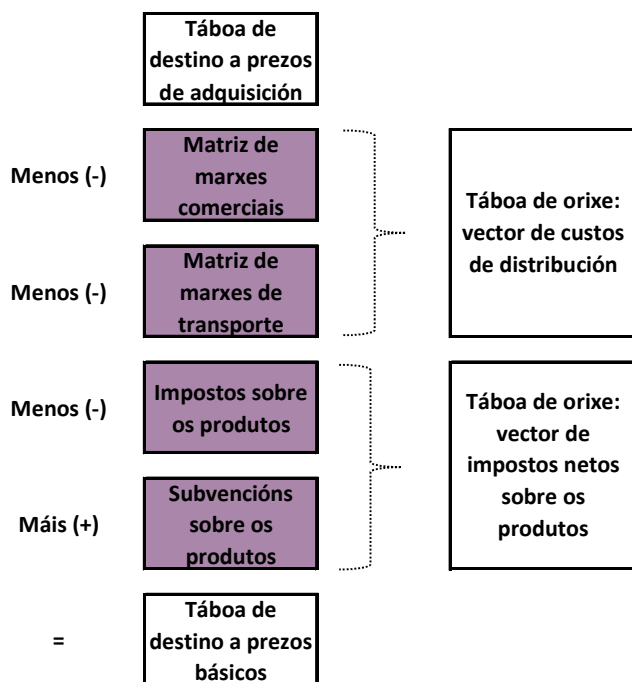 Táboa de
destino a prezos
de adquisición
Menos (-)
Matriz de
marxes
comerciais
Menos (-)
Matriz de
marxes de
transporte
Táboa de orixe:
vector de custos
de distribución
Menos (-)
Impostos sobre
os produtos
Máis (+)
Subvencións
sobre os
produtos
Táboa de orixe:
vector de
impostos netos
sobre os
produtos
=
Táboa de
destino a prezos
básicos